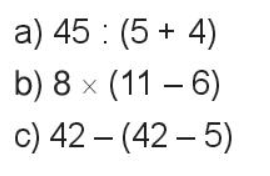 a) 45 : (5 + 4)
b) 8 × (11 – 6)
c) 42 – (42 – 5)